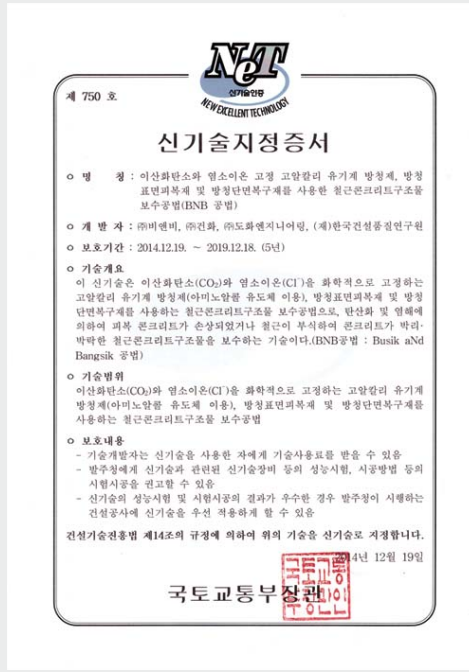 NeT
신기술인증
NEW EXCELLENT TECHNOLOGY
제 750 호
신기술지정증서
ㅇ 명 칭 : 이산화탄소와 염소이온 고정 고알칼리 유기계 방청제, 방청
표면피복재 및 방청단면복구재를 사용한 철근콘크리트구조물
보수공법(BNB 공법)
ㅇ 개 발 자 : ㈜비앤비, ㈜건화, ㈜도화엔지니어링, (재)한국건설품질연구원
ㅇ 보호기간 : 2014.12.19. ~ 2019.12.18. (5년)
ㅇ 기술개요
이 신기술은 이산화탄소(CO₂)와 염소이온(Cl⁻)을 화학적으로 고정하는
고알칼리 유기계 방청제(아미노알콜 유도체 이용), 방청표면피복재 및 방청
단면복구재를 사용하는 철근콘크리트구조물 보수공법으로, 탄산화 및 염해에
의하여 피복 콘크리트가 손상되었거나 철근이 부식하여 콘크리트가 박리·
박락한 철근콘크리트구조물을 보수하는 기술이다.(BNB공법 : Busik aNd
Bangsik 공법)
ㅇ 기술범위
이산화탄소(CO₂)와 염소이온(Cl⁻)을 화학적으로 고정하는 고알칼리 유기계
방청제(아미노알콜 유도체 이용), 방청표면피복재 및 방청단면복구재를
사용하는 철근콘크리트구조물 보수공법
ㅇ 보호내용
- 기술개발자는 신기술을 사용한 자에게 기술사용료를 받을 수 있음
- 발주청에게 신기술과 관련된 신기술장비 등의 성능시험, 시공방법 등의
시험시공을 권고할 수 있음
- 신기술의 성능시험 및 시험시공의 결과가 우수한 경우 발주청이 시행하는
건설공사에 신기술을 우선 적용하게 할 수 있음
건설기술진흥법 제14조의 규정에 의하여 위의 기술을 신기술로 지정합니다.
2014년 12월 19일
국토교통부장관
국토교통
부장관인